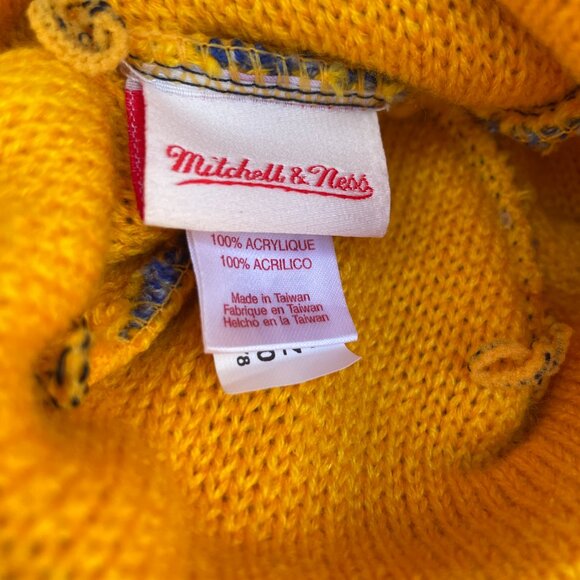 Mitchell & Ness
100% ACRYLIQUE
100% ACRILICO
Made in Taiwan
Fabrique en Taiwan
Helcho en la Taiwan